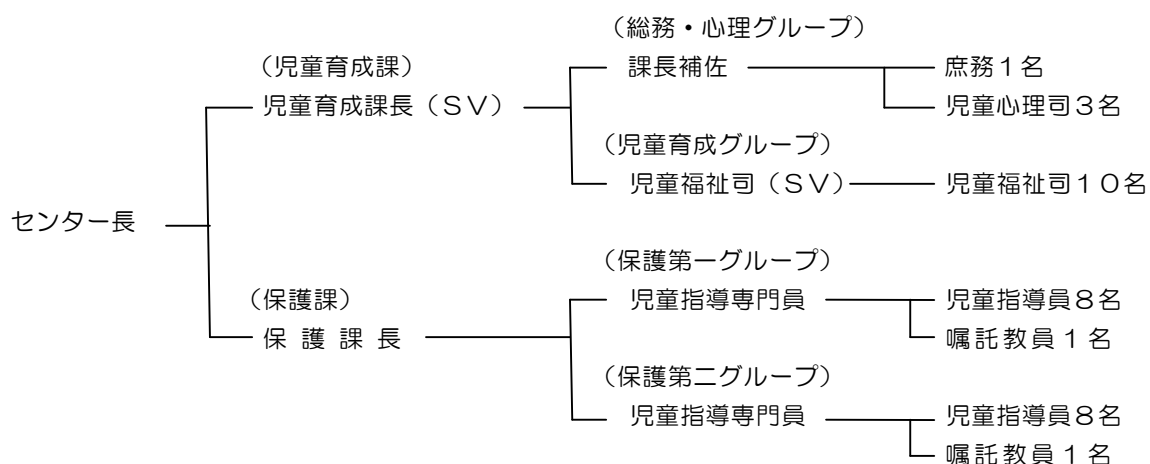 (総務・心理グループ)
(児童育成課)
課長補佐
庶務1名
児童育成課長(SV)
児童心理司3名
(児童育成グループ)
児童福祉司(SV)
児童福祉司10名
センター長
(保護第一グループ)
(保護課)
児童指導専門員
児童指導員8名
保護課長
嘱託教員1名
(保護第二グループ)
児童指導専門員
児童指導員8名
嘱託教員1名